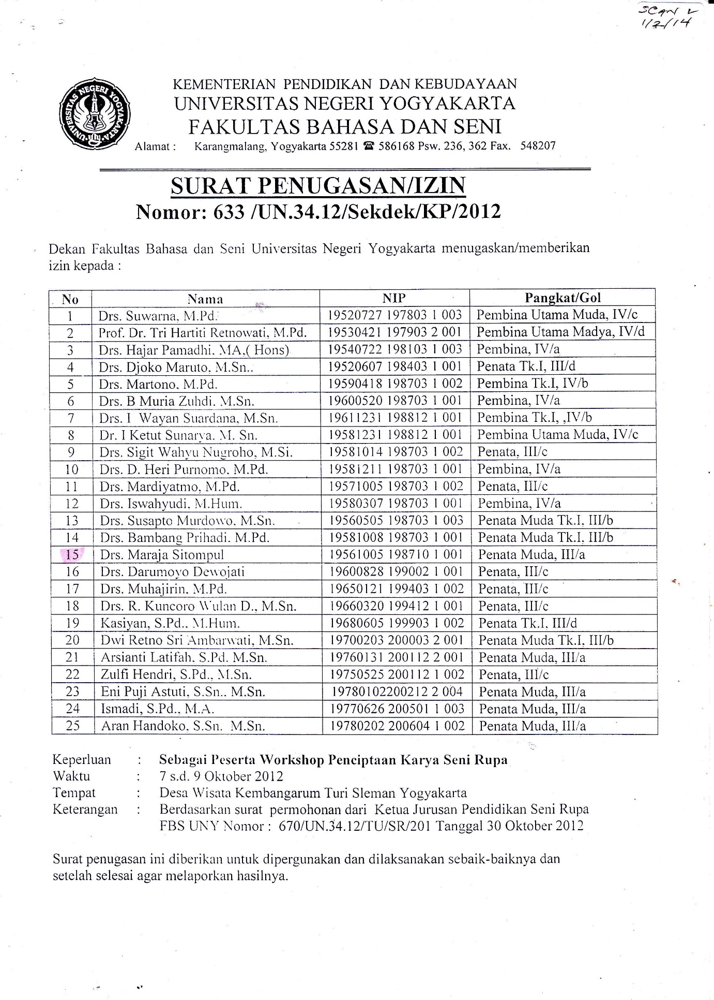 SCAN
1/2/14
UNIVERSITAS NEGERI YOGYAKARTA
KEMENTERIAN PENDIDIKAN DAN KEBUDAYAAN
UNIVERSITAS NEGERI YOGYAKARTA
FAKULTAS BAHASA DAN SENI
Alamat : Karangmalang, Yogyakarta 55281 ☎ 586168 Psw. 236, 362 Fax. 548207
SURAT PENUGASAN/IZIN
Nomor: 633 /UN.34.12/Sekdek/KP/2012
Dekan Fakultas Bahasa dan Seni Universitas Negeri Yogyakarta menugaskan/memberikan
izin kepada :
No Nama NIP Pangkat/Gol
1 Drs. Suwarna, M.Pd. 19520727 197803 1 003 Pembina Utama Muda, IV/c
2 Prof. Dr. Tri Hartiti Retnowati, M.Pd. 19530421 197903 2 001 Pembina Utama Madya, IV/d
3 Drs. Hajar Pamadhi. MA,( Hons) 19540722 198103 1 003 Pembina, IV/a
4 Drs. Djoko Maruto, M.Sn.. 19520607 198403 1 001 Penata Tk.I, III/d
5 Drs. Martono. M.Pd. 19590418 198703 1 002 Pembina Tk.I, IV/b
6 Drs. B Muria Zuhdi. M.Sn. 19600520 198703 1 001 Pembina, IV/a
7 Drs. I Wayan Suardana, M.Sn. 19611231 198812 1 001 Pembina Tk.I, ,IV/b
8 Dr. I Ketut Sunarya. M. Sn. 19581231 198812 1 001 Pembina Utama Muda, IV/c
9 Drs. Sigit Wahyu Nugroho, M.Si. 19581014 198703 1 002 Penata, III/c
10 Drs. D. Heri Purnomo. M.Pd. 19581211 198703 1 001 Pembina, IV/a
11 Drs. Mardiyatmo, M.Pd. 19571005 198703 1 002 Penata, III/c
12 Drs. Iswahyudi. M.Hum. 19580307 198703 1 001 Pembina, IV/a
13 Drs. Susapto Murdowo. M.Sn. 19560505 198703 1 003 Penata Muda Tk.I, III/b
14 Drs. Bambang Prihadi. M.Pd. 19581008 198703 1 001 Penata Muda Tk.I, III/b
15 Drs. Maraja Sitompul 19561005 198710 1 001 Penata Muda, III/a
16 Drs. Darumoyo Dewojati 19600828 199002 1 001 Penata, III/c
17 Drs. Muhajirin, M.Pd. 19650121 199403 1 002 Penata, III/c
18 Drs. R. Kuncoro Wulan D., M.Sn. 19660320 199412 1 001 Penata, III/c
19 Kasiyan, S.Pd., M.Hum. 19680605 199903 1 002 Penata Tk.I, III/d
20 Dwi Retno Sri Ambarwati, M.Sn. 19700203 200003 2 001 Penata Muda Tk.I, III/b
21 Arsianti Latifah. S.Pd. M.Sn. 19760131 200112 2 001 Penata Muda, III/a
22 Zulfi Hendri, S.Pd., M.Sn. 19750525 200112 1 002 Penata, III/c
23 Eni Puji Astuti, S.Sn.. M.Sn. 19780102200212 2 004 Penata Muda, III/a
24 Ismadi, S.Pd., M.A. 19770626 200501 1 003 Penata Muda, III/a
25 Aran Handoko. S.Sn. M.Sn. 19780202 200604 1 002 Penata Muda, III/a
Keperluan : Sebagai Peserta Workshop Penciptaan Karya Seni Rupa
Waktu : 7 s.d. 9 Oktober 2012
Tempat : Desa Wisata Kembangarum Turi Sleman Yogyakarta
Keterangan : Berdasarkan surat permohonan dari Ketua Jurusan Pendidikan Seni Rupa
FBS UNY Nomor : 670/UN.34.12/TU/SR/201 Tanggal 30 Oktober 2012
Surat penugasan ini diberikan untuk dipergunakan dan dilaksanakan sebaik-baiknya dan
setelah selesai agar melaporkan hasilnya.